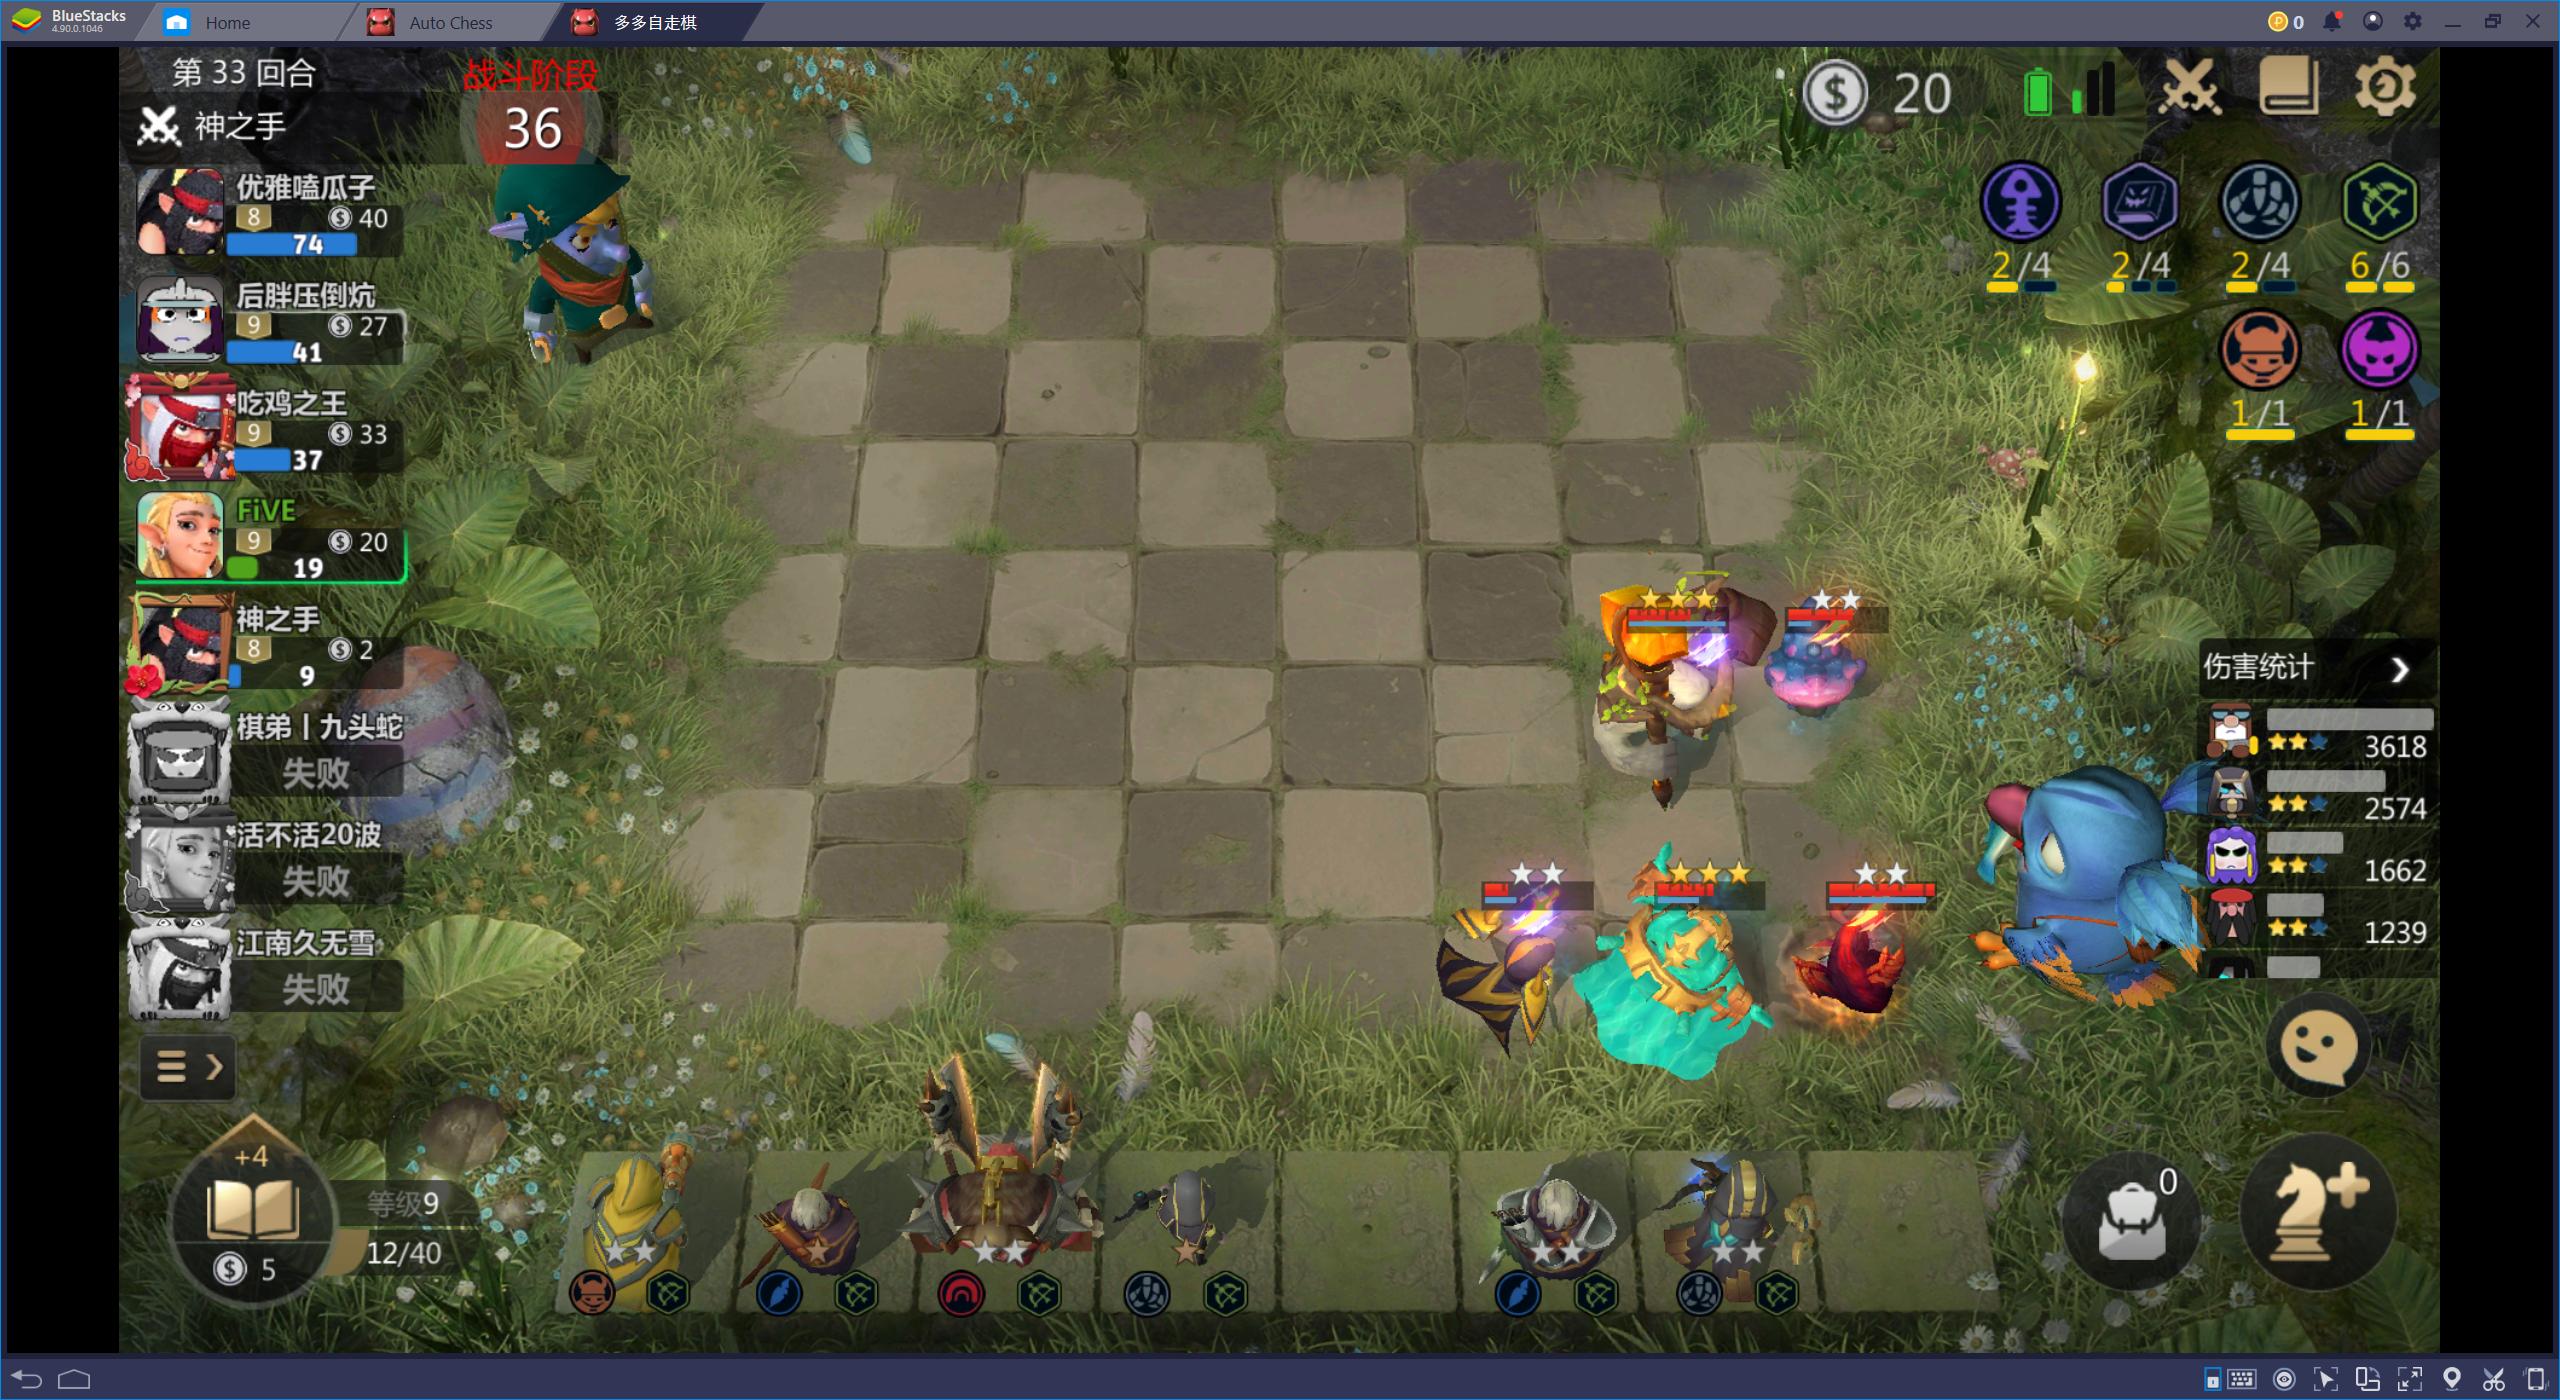 BlueStacks
4.90.0.1046
Home
Auto Chess
多多自走棋
0
第 33 回合
战斗阶段
神之手
36
20
优雅嗑瓜子
8
40
74
后胖压倒炕
9
27
41
吃鸡之王
9
33
37
FiVE
9
20
19
神之手
8
2
9
棋弟丨九头蛇
失败
活不活20波
失败
江南久无雪
失败
2/4
2/4
2/4
6/6
1/1
1/1
伤害统计
3618
2574
1662
1239
+4
5
等级9
12/40
0